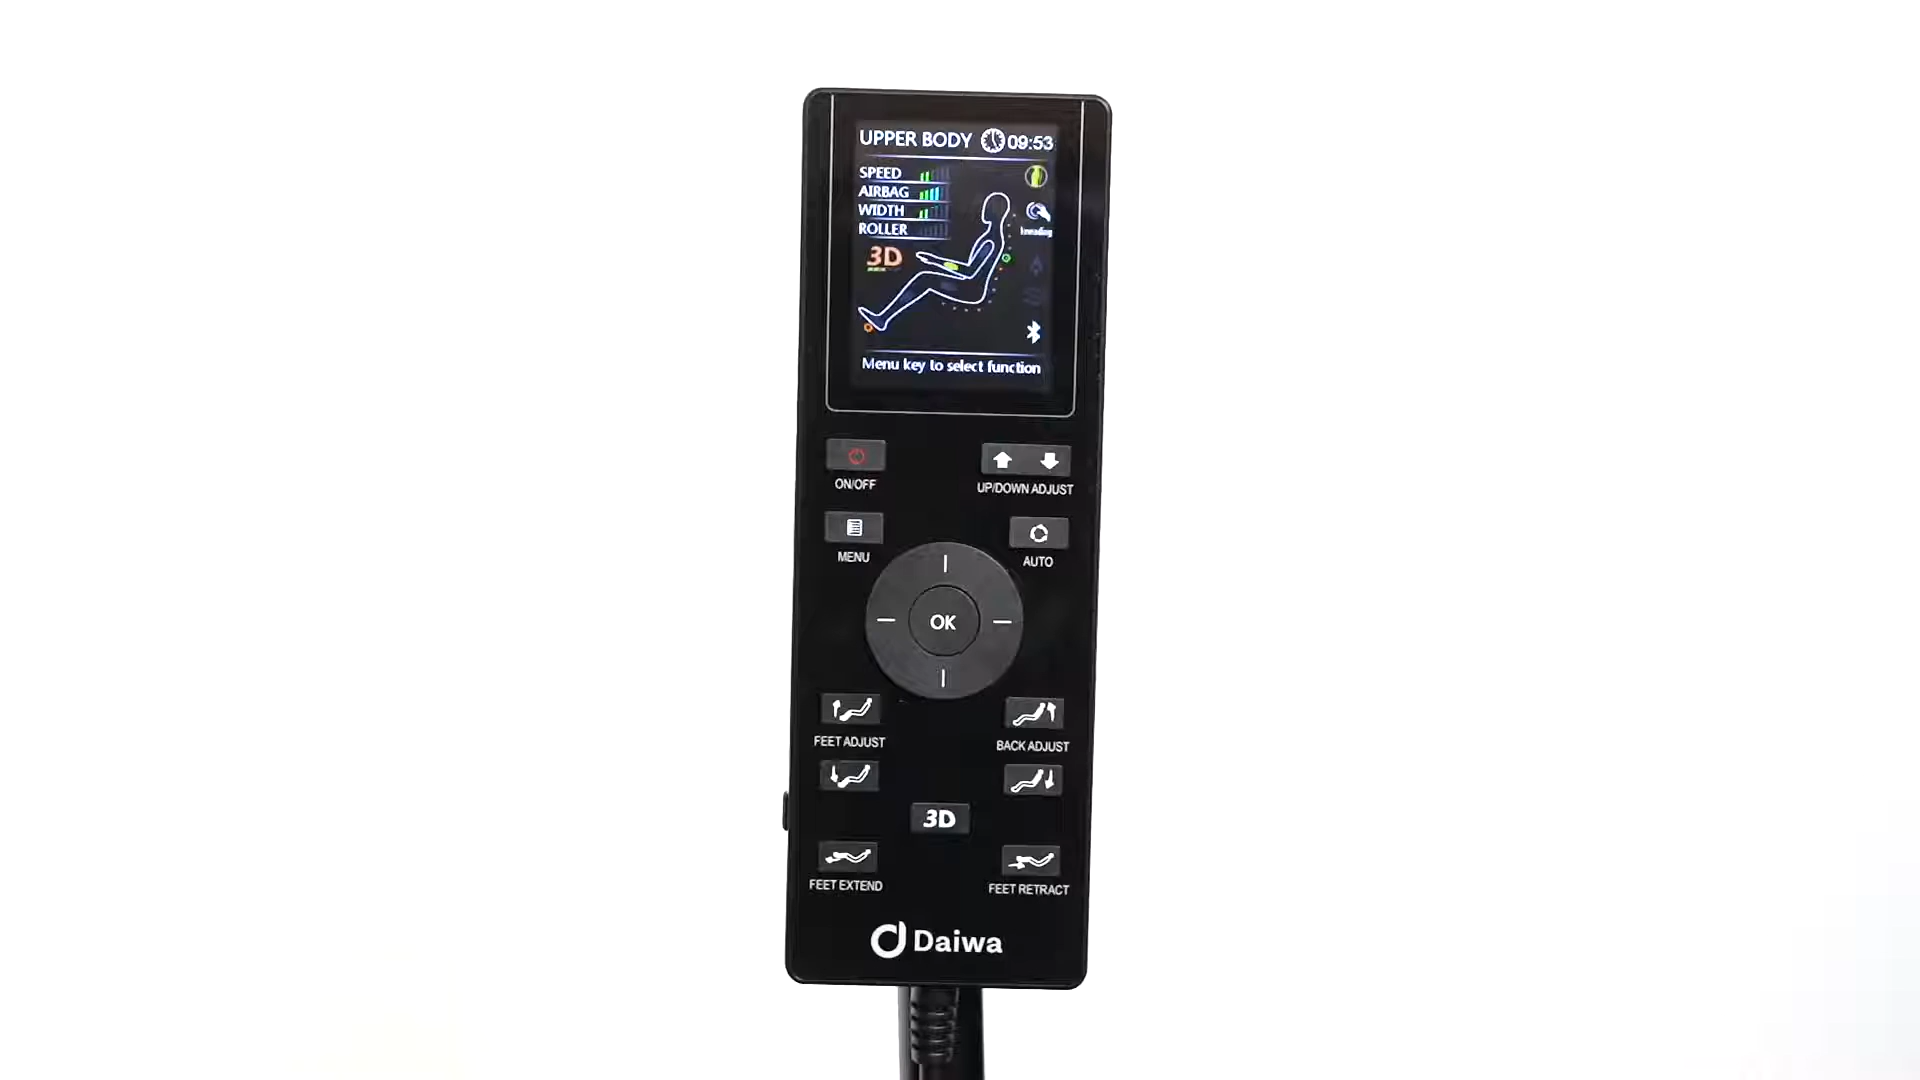 UPPER BODY 09:53
SPEED
AIRBAG
WIDTH
ROLLER
kneading
3D
Menu key to select function
ON/OFF
UP/DOWN ADJUST
MENU
AUTO
OK
FEET ADJUST
BACK ADJUST
3D
FEET EXTEND
FEET RETRACT
Daiwa